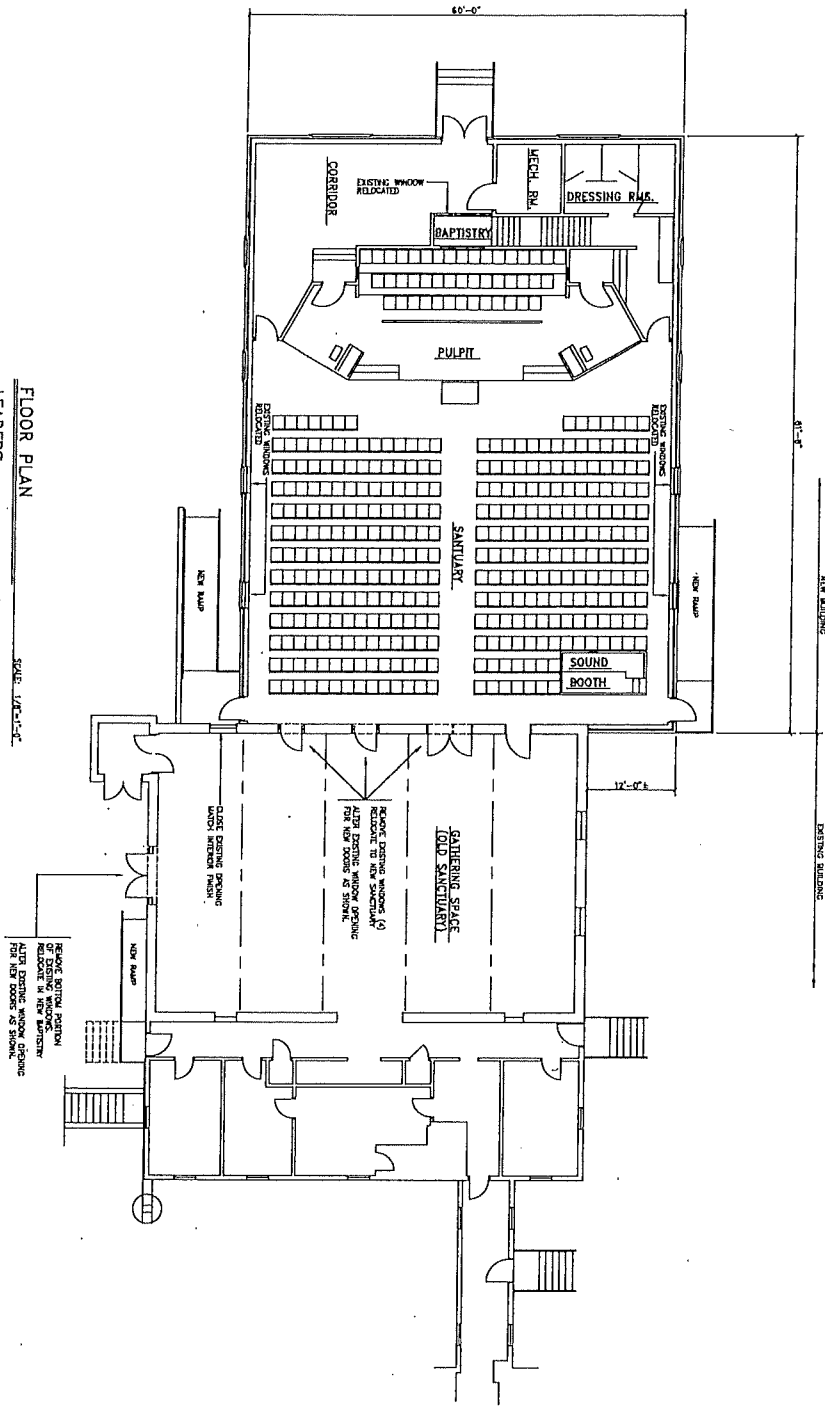 60'-0"
CORRIDOR
EXISTING WINDOW
RELOCATED
MECH. RM.
DRESSING RMS.
BAPTISTRY
PULPIT
81'-8"
EXISTING WINDOWS
RELOCATED
EXISTING WINDOWS
RELOCATED
SANTUARY
NEW RAMP
NEW RAMP
SOUND
BOOTH
NEW BUILDING
EXISTING BUILDING
12'-0"±
CLOSE EXISTING OPENING
MATCH INTERIOR FINISH.
REMOVE EXISTING WINDOWS (4)
RELOCATE TO NEW SANCTUARY
ALTER EXISTING WINDOW OPENING
FOR NEW DOORS AS SHOWN.
GATHERING SPACE
(OLD SANCTUARY)
NEW RAMP
REMOVE BOTTOM PORTION
OF EXISTING WINDOWS.
RELOCATE IN NEW BAPTISTRY
ALTER EXISTING WINDOW OPENING
FOR NEW DOORS AS SHOWN.
FLOOR PLAN
SCALE: 1/8"=1'-0"